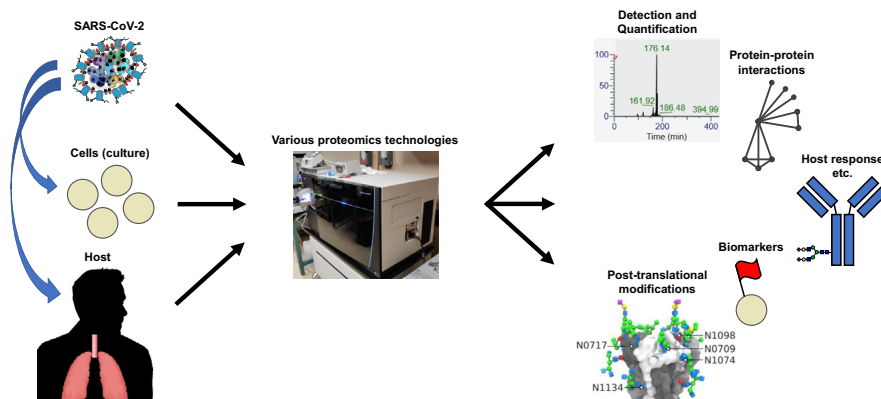 SARS-CoV-2
Cells (culture)
Host
Various proteomics technologies
Detection and
Quantification
100
50
0
176.14
161.92
186.48
394.99
0
200
400
Time (min)
Protein-protein
interactions
Host response
etc.
Biomarkers
Post-translational
modifications
N1098
N0717
N0709
N1074
N1134